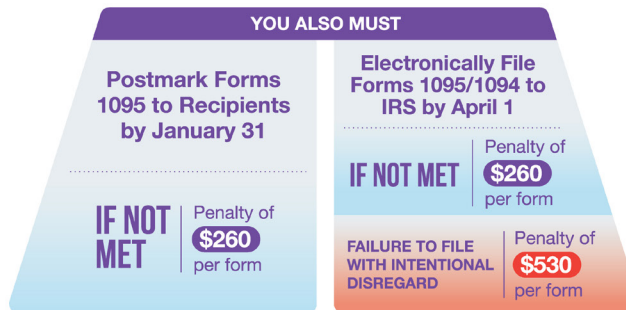 YOU ALSO MUST
Postmark Forms
1095 to Recipients
by January 31
IF NOT
MET
Penalty of
$260
per form
Electronically File
Forms 1095/1094 to
IRS by April 1
IF NOT MET
Penalty of
$260
per form
FAILURE TO FILE
WITH INTENTIONAL
DISREGARD
Penalty of
$530
per form